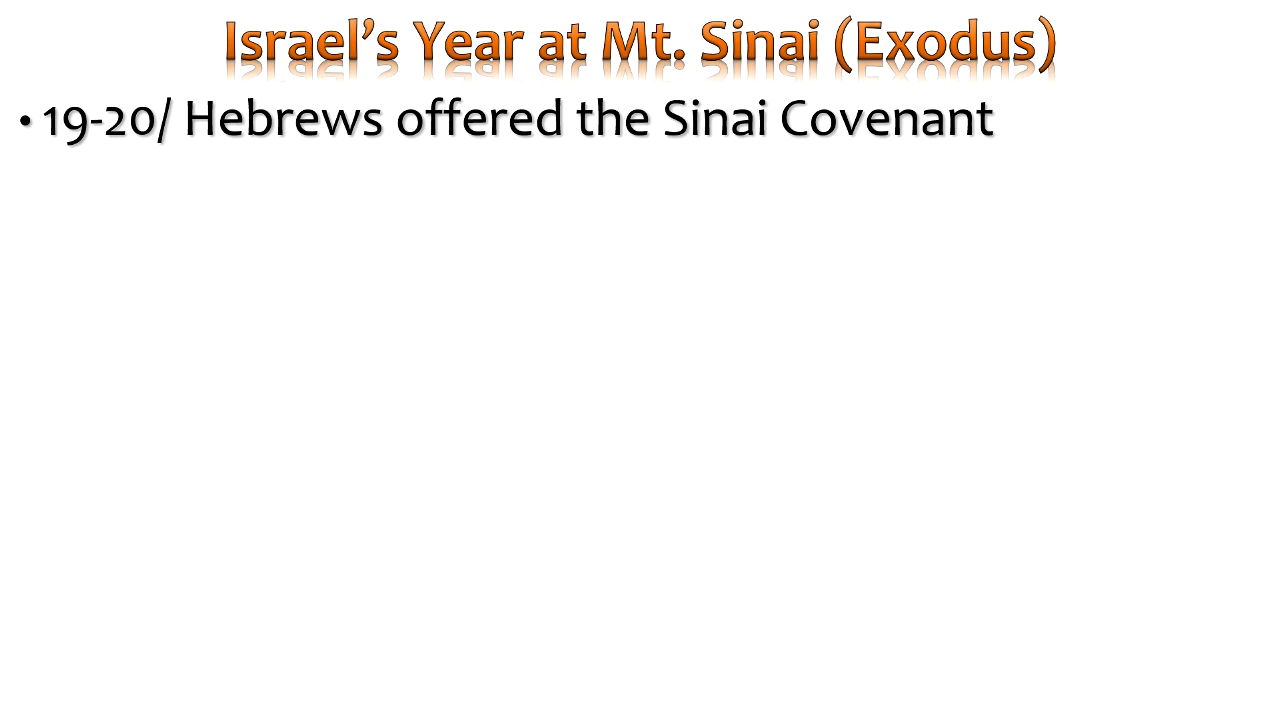 Israel’s Year at Mt. Sinai (Exodus)
• 19-20/ Hebrews offered the Sinai Covenant